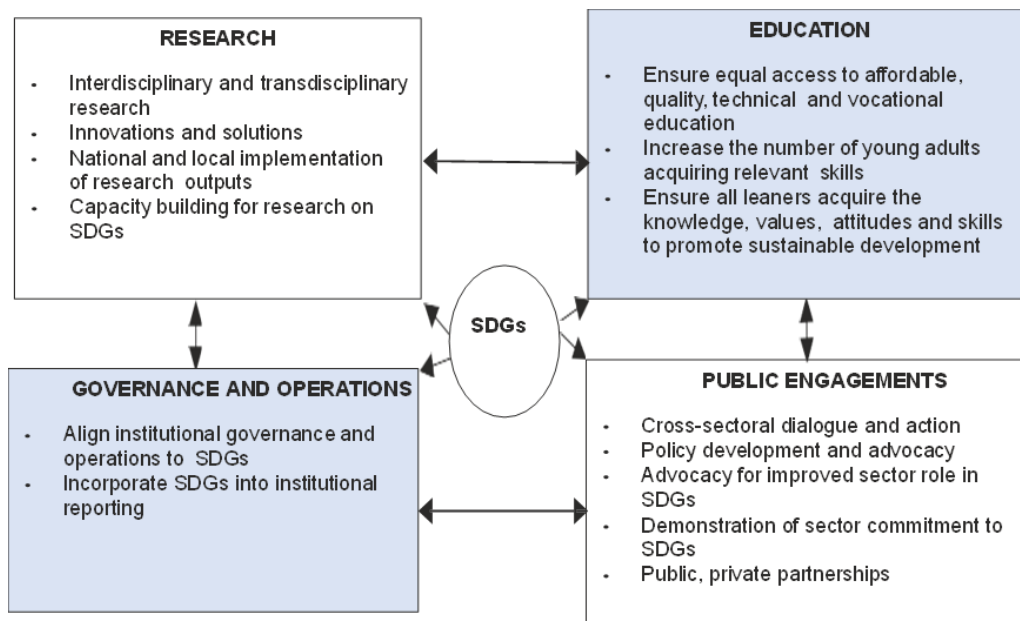 RESEARCH
• Interdisciplinary and transdisciplinary
research
• Innovations and solutions
• National and local implementation
of research outputs
• Capacity building for research on
SDGs
EDUCATION
• Ensure equal access to affordable,
quality, technical and vocational
education
• Increase the number of young adults
acquiring relevant skills
• Ensure all leaners acquire the
knowledge, values, attitudes and skills
to promote sustainable development
SDGs
GOVERNANCE AND OPERATIONS
• Align institutional governance and
operations to SDGs
• Incorporate SDGs into institutional
reporting
PUBLIC ENGAGEMENTS
• Cross-sectoral dialogue and action
• Policy development and advocacy
• Advocacy for improved sector role in
SDGs
• Demonstration of sector commitment to
SDGs
• Public, private partnerships